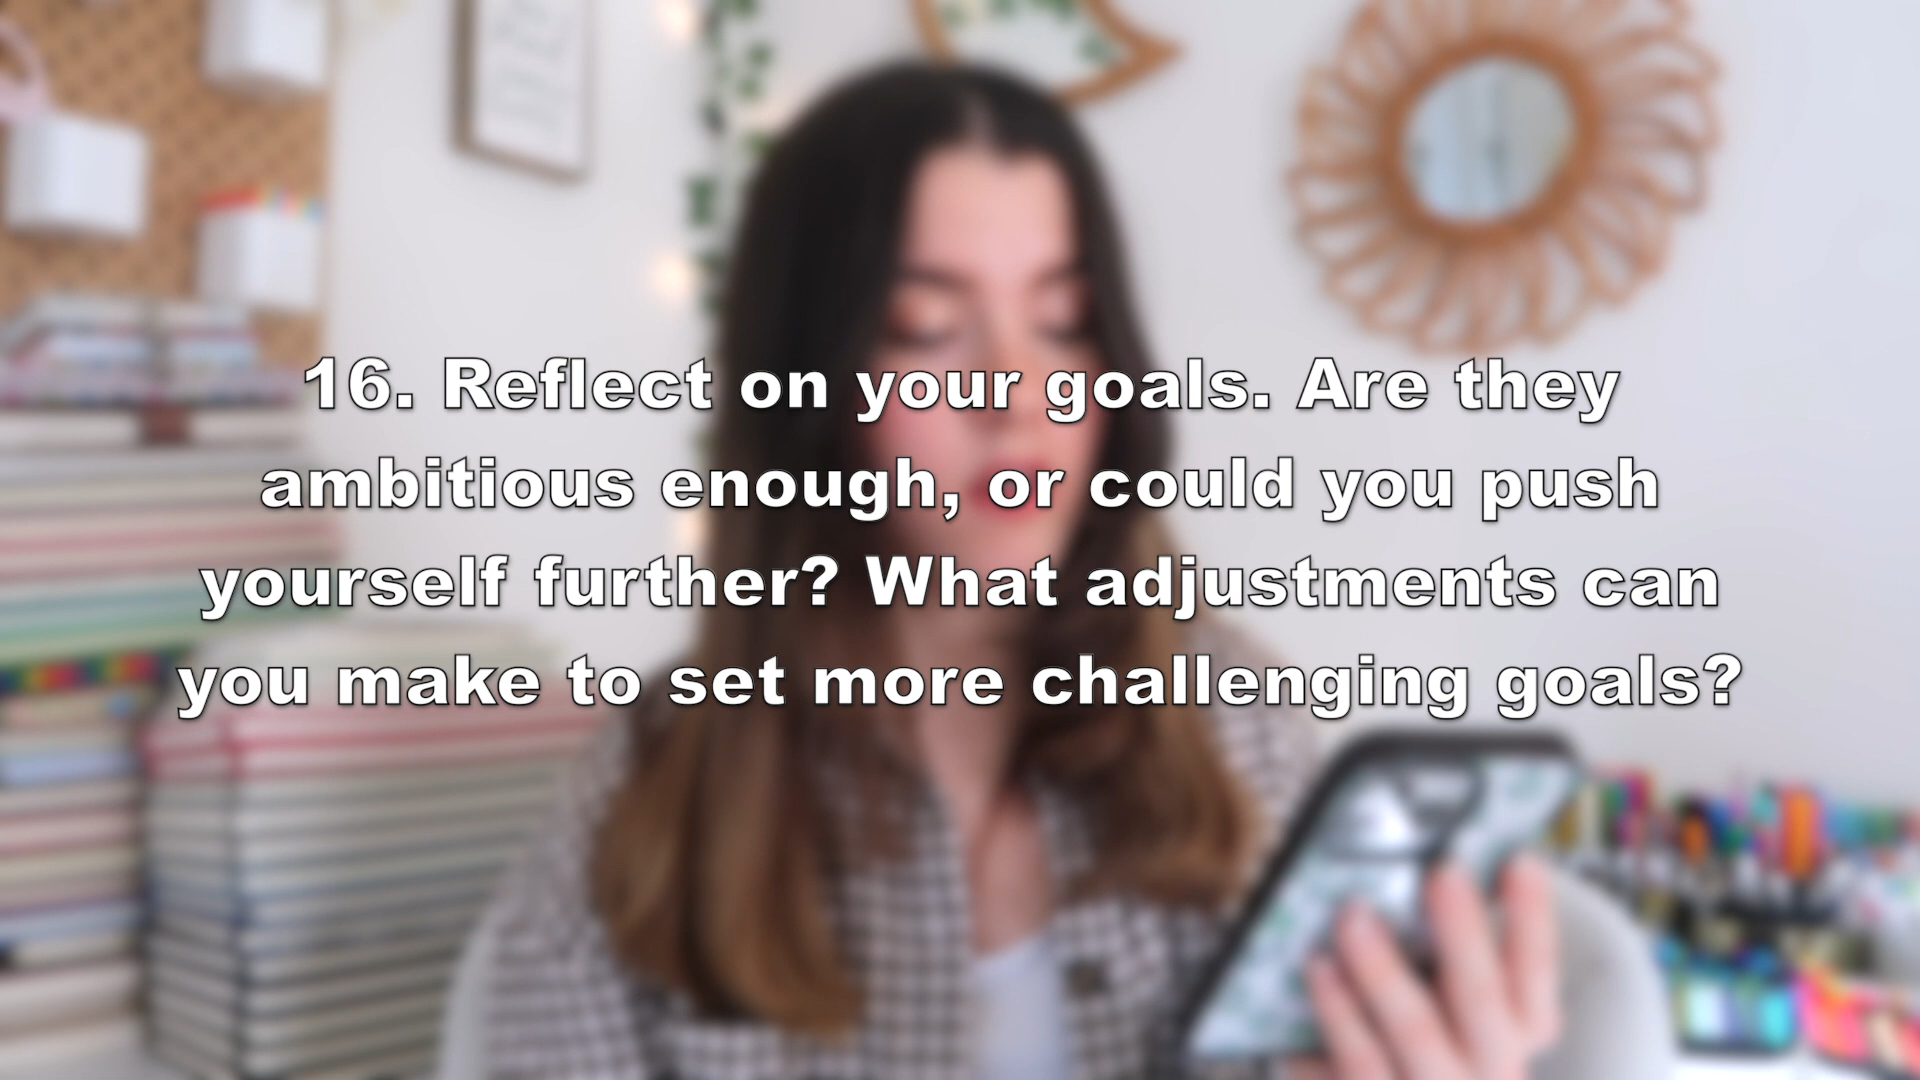 16. Reflect on your goals. Are they
ambitious enough, or could you push
yourself further? What adjustments can
you make to set more challenging goals?